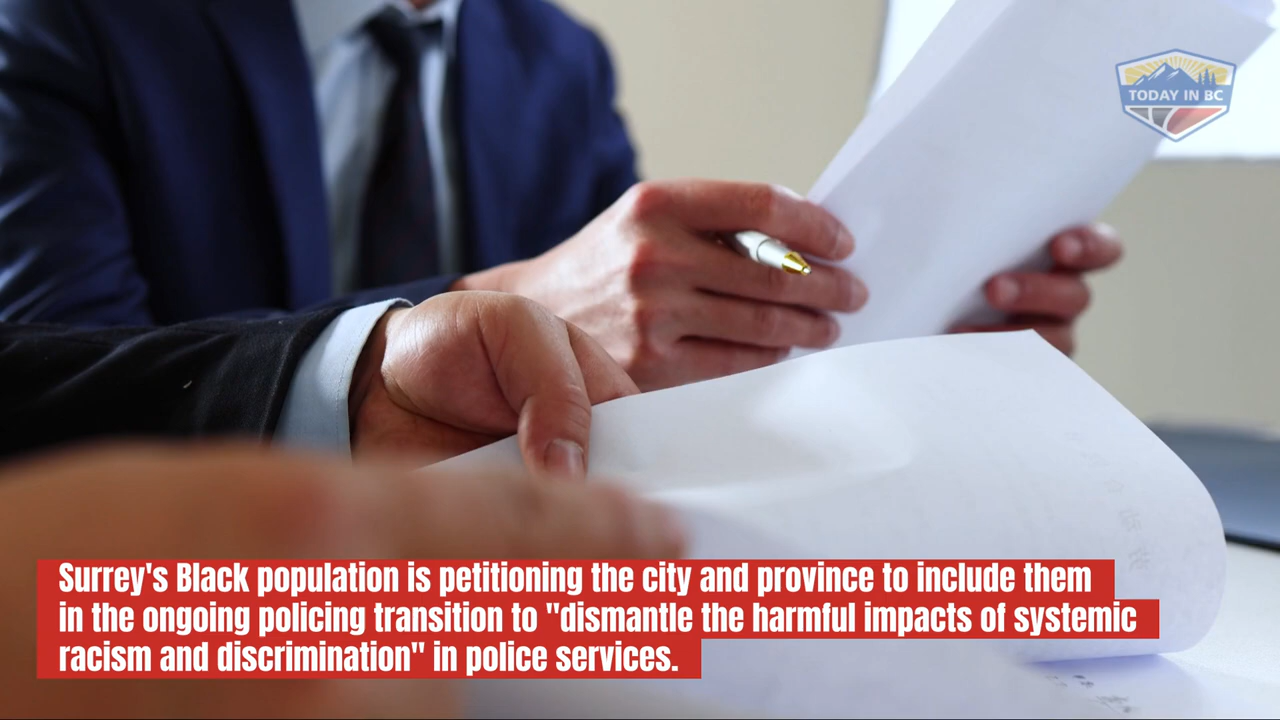 TODAY IN BC
Surrey's Black population is petitioning the city and province to include them
in the ongoing policing transition to "dismantle the harmful impacts of systemic
racism and discrimination" in police services.